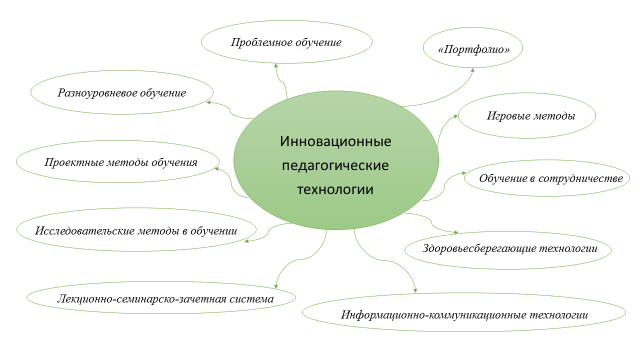 Проблемное обучение
«Портфолио»
Разноуровневое обучение
Игровые методы
Инновационные
педагогические
технологии
Проектные методы обучения
Обучение в сотрудничестве
Исследовательские методы в обучении
Здоровьесберегающие технологии
Лекционно-семинарско-зачетная система
Информационно-коммуникационные технологии